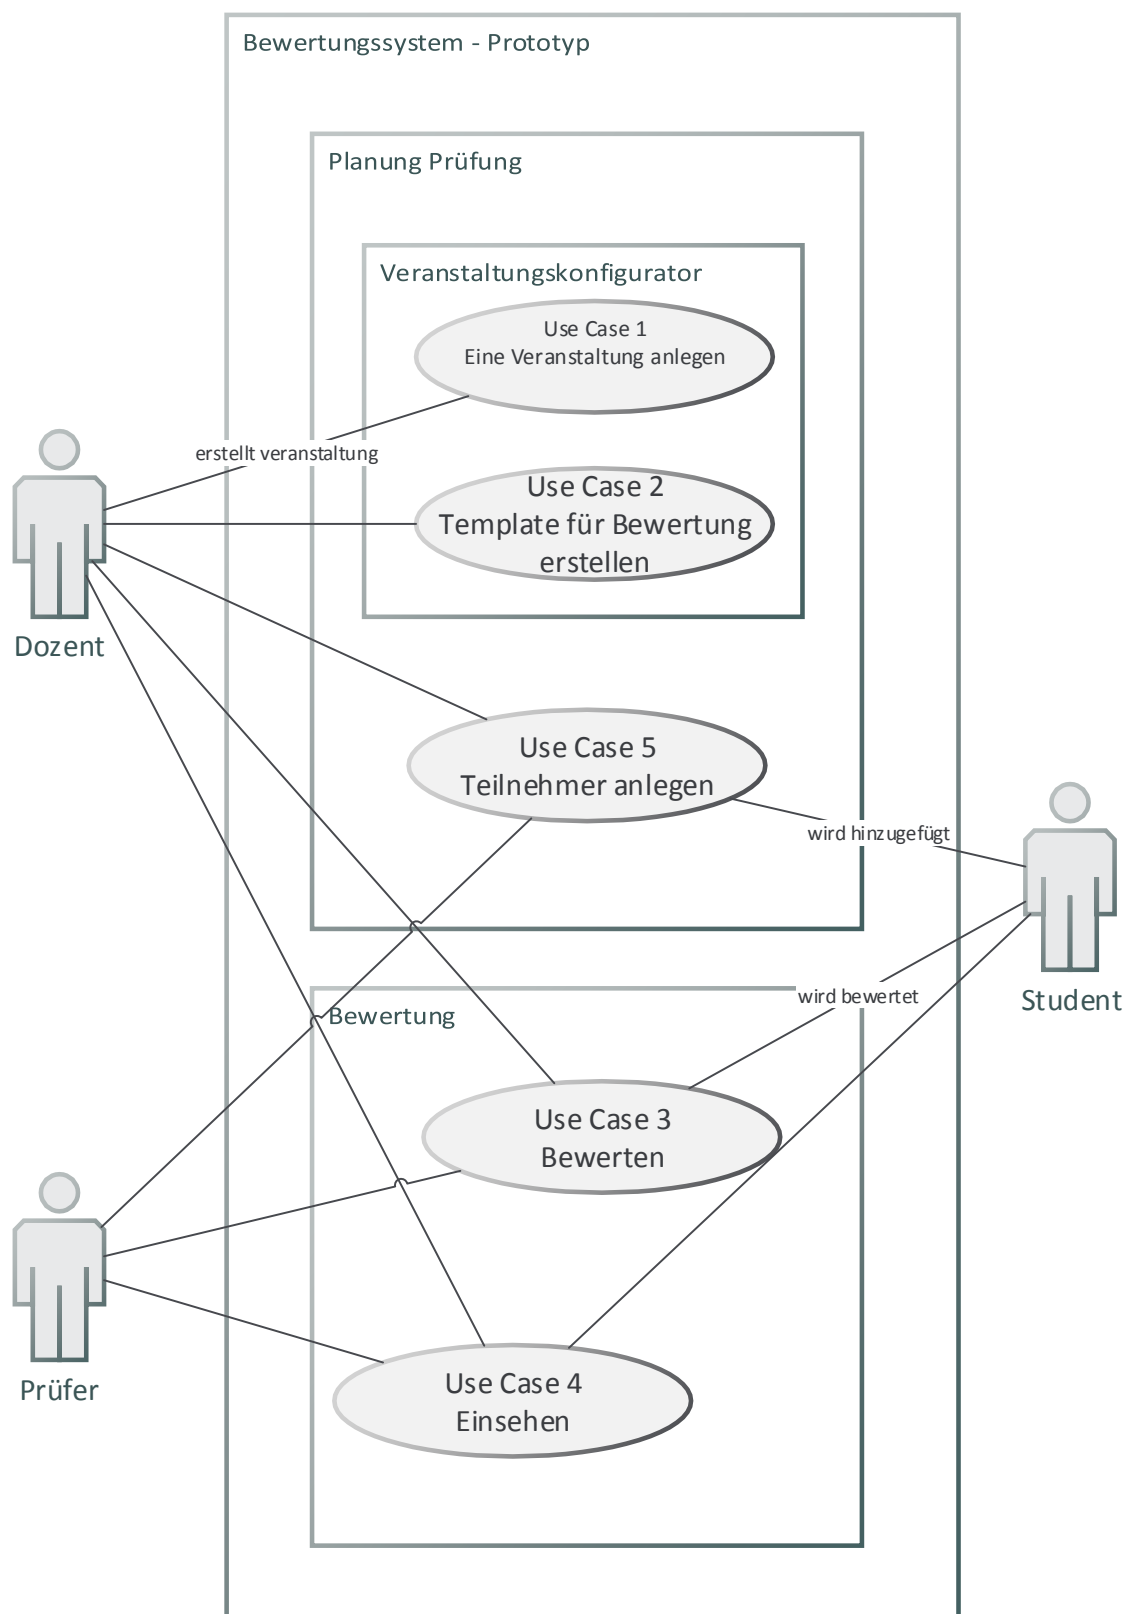 Bewertungssystem - Prototyp
Planung Prüfung
Veranstaltungskonfigurator
Use Case 1
Eine Veranstaltung anlegen
erstellt veranstaltung
Use Case 2
Template für Bewertung
erstellen
Dozent
Use Case 5
Teilnehmer anlegen
wird hinzugefügt
wird bewertet
Student
Bewertung
Use Case 3
Bewerten
Prüfer
Use Case 4
Einsehen